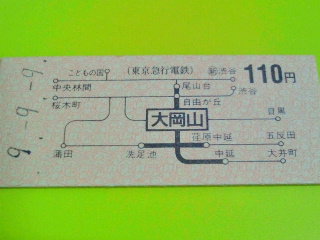 9-9-9
こどもの国 (東京急行電鉄) 渋谷 110円
中央林間 尾山台 渋谷
桜木町 自由が丘
大岡山 目黒
荏原中延 五反田
蒲田 洗足池 中延 大井町